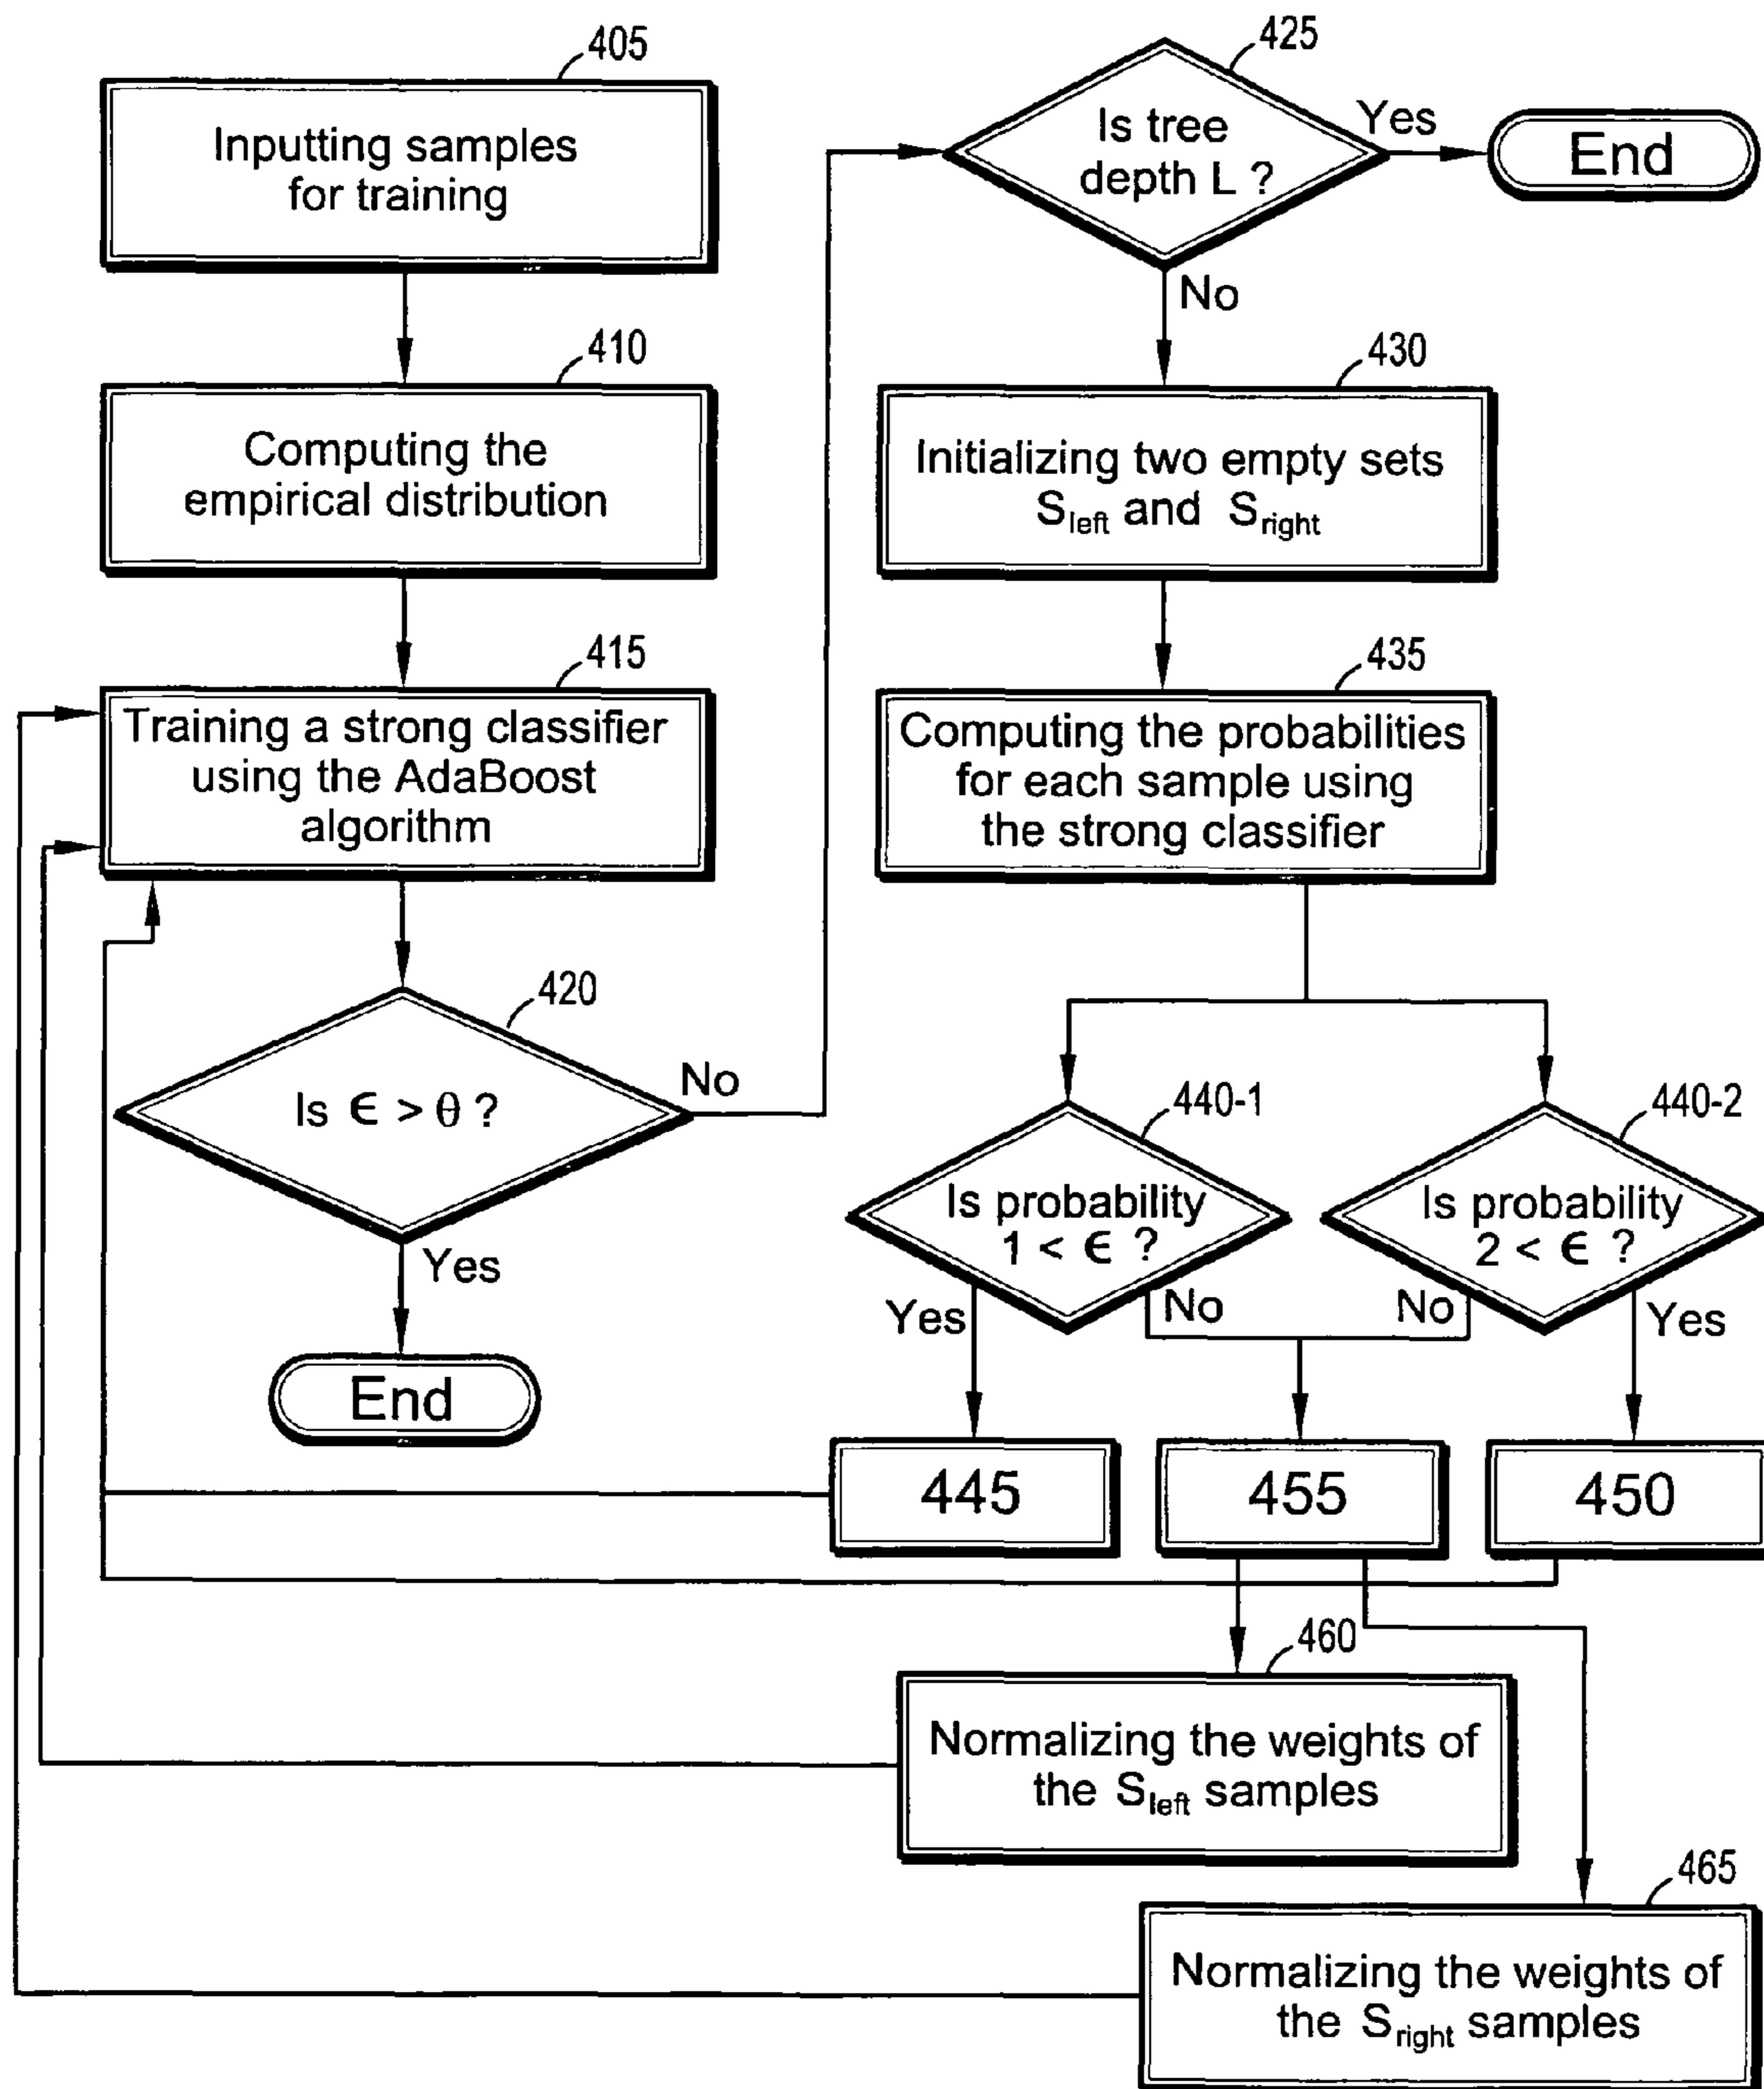 405
Inputting samples
for training
410
Computing the
empirical distribution
415
Training a strong classifier
using the AdaBoost
algorithm
420
Is ϵ > θ ?
No
Yes
End
425
Is tree
depth L ?
Yes
End
No
430
Initializing two empty sets
S_left and S_right
435
Computing the probabilities
for each sample using
the strong classifier
440-1
Is probability
1 < ϵ ?
440-2
Is probability
2 < ϵ ?
Yes
No
No
Yes
445
455
450
460
Normalizing the weights of
the S_left samples
465
Normalizing the weights of
the S_right samples